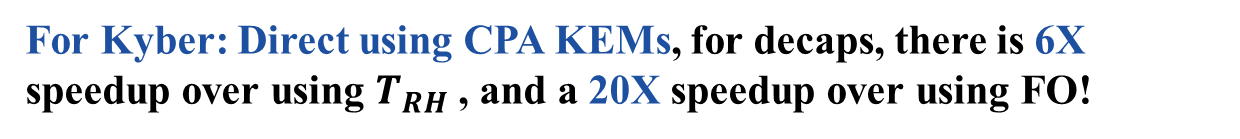 For Kyber: Direct using CPA KEMs, for decaps, there is 6X
speedup over using T_RH , and a 20X speedup over using FO!